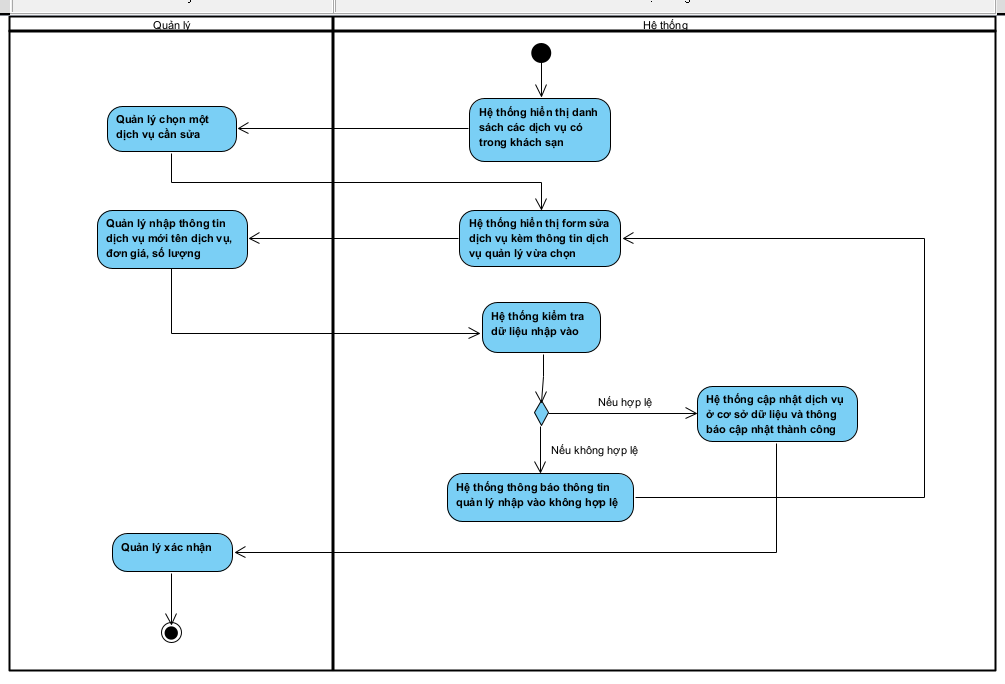 Quản lý
Hệ thống
Hệ thống hiển thị danh
sách các dịch vụ có
trong khách sạn
Quản lý chọn một
dịch vụ cần sửa
Hệ thống hiển thị form sửa
dịch vụ kèm thông tin dịch
vụ quản lý vừa chọn
Quản lý nhập thông tin
dịch vụ mới tên dịch vụ,
đơn giá, số lượng
Hệ thống kiểm tra
dữ liệu nhập vào
Nếu hợp lệ
Hệ thống cập nhật dịch vụ
ở cơ sở dữ liệu và thông
báo cập nhật thành công
Nếu không hợp lệ
Hệ thống thông báo thông tin
quản lý nhập vào không hợp lệ
Quản lý xác nhận